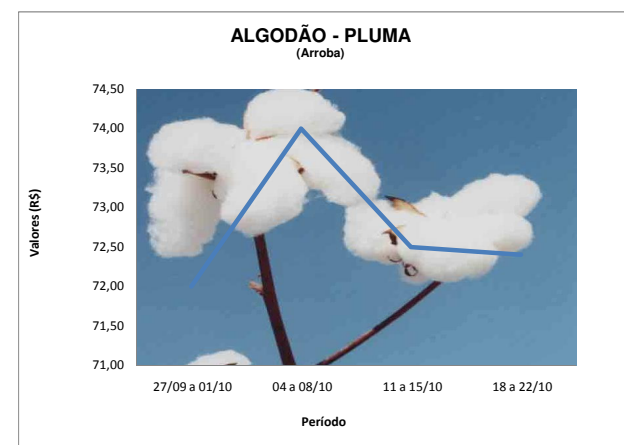 ALGODÃO - PLUMA
(Arroba)
Valores (R$)
74,50
74,00
73,50
73,00
72,50
72,00
71,50
71,00
27/09 a 01/10
04 a 08/10
11 a 15/10
18 a 22/10
Período